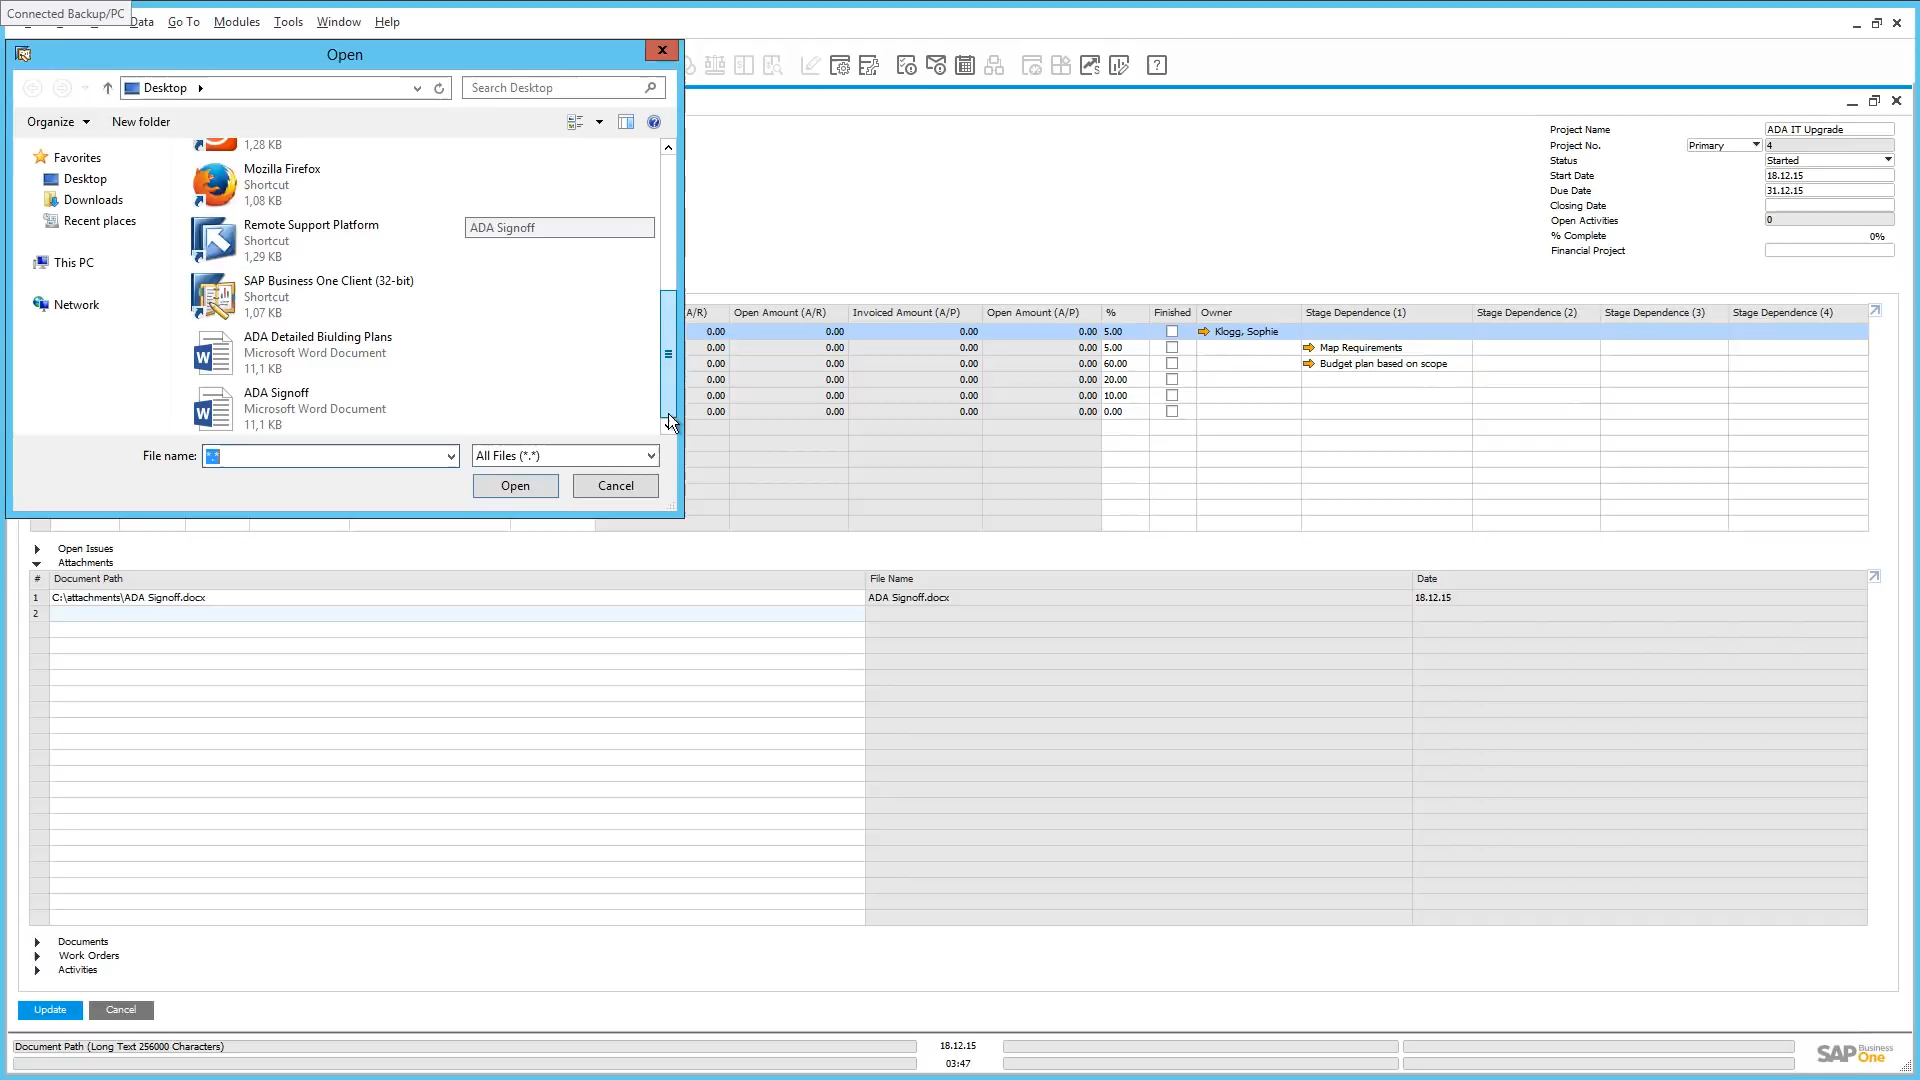 Connected Backup/PC
Data Go To Modules Tools Window Help
Open
Desktop
Search Desktop
Organize New folder
Favorites
Desktop
Downloads
Recent places
This PC
Network
1,28 KB
Mozilla Firefox
Shortcut
1,08 KB
Remote Support Platform
Shortcut
1,29 KB
ADA Signoff
SAP Business One Client (32-bit)
Shortcut
1,07 KB
ADA Detailed Biulding Plans
Microsoft Word Document
11,1 KB
ADA Signoff
Microsoft Word Document
11,1 KB
File name: *.* All Files (*.*)
Open Cancel
Project Name ADA IT Upgrade
Project No. Primary 4
Status Started
Start Date 18.12.15
Due Date 31.12.15
Closing Date
Open Activities 0
% Complete 0%
Financial Project
A/R) Open Amount (A/R) Invoiced Amount (A/P) Open Amount (A/P) % Finished Owner Stage Dependence (1) Stage Dependence (2) Stage Dependence (3) Stage Dependence (4)
0.00 0.00 0.00 0.00 5.00 Klogg, Sophie
0.00 0.00 0.00 0.00 5.00 Map Requirements
0.00 0.00 0.00 0.00 60.00 Budget plan based on scope
0.00 0.00 0.00 0.00 20.00
0.00 0.00 0.00 0.00 10.00
0.00 0.00 0.00 0.00 0.00
Open Issues
Attachments
# Document Path File Name Date
1 C:\attachments\ADA Signoff.docx ADA Signoff.docx 18.12.15
2
Documents
Work Orders
Activities
Update Cancel
Document Path (Long Text 256000 Characters) 18.12.15
03:47
SAP Business One